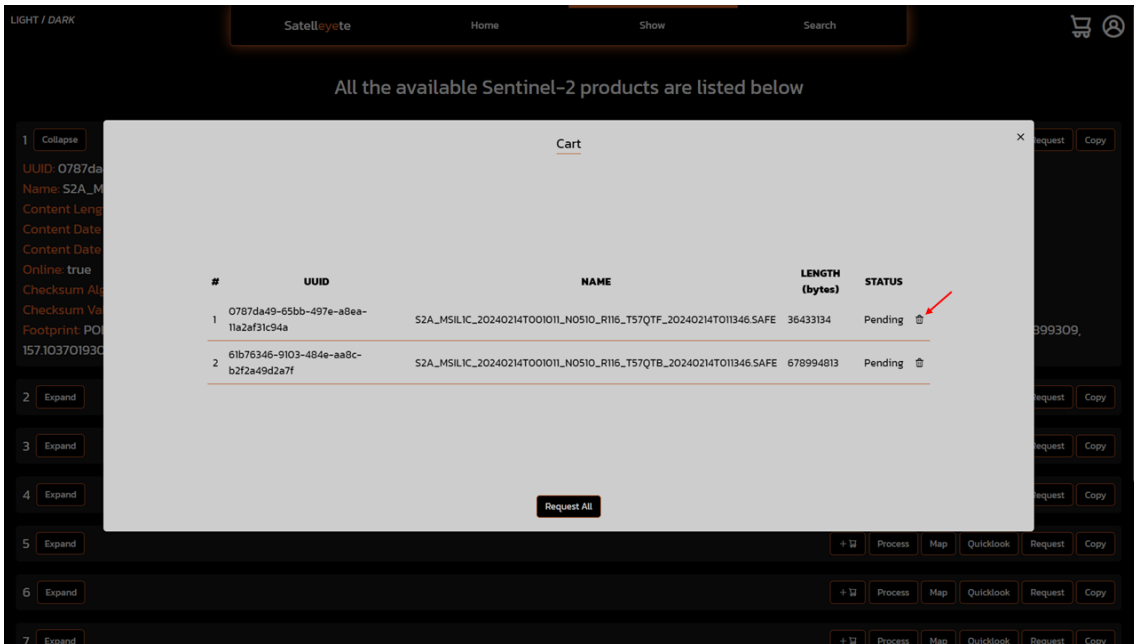 LIGHT / DARK
Satelleyete Home Show Search
All the available Sentinel-2 products are listed below
1 Collapse
Request Copy
Cart
×
UUID: 0787da
Name: S2A_M
Content Leng
Content Date
Content Date
Online: true
Checksum Alg
Checksum Va
Footprint: PO
399309,
157.103701930
# UUID NAME LENGTH (bytes) STATUS
1 0787da49-65bb-497e-a8ea-11a2af31c94a S2A_MSIL1C_20240214T001011_N0510_R116_T57QTF_20240214T011346.SAFE 36433134 Pending
2 61b76346-9103-484e-aa8c-b2f2a49d2a7f S2A_MSIL1C_20240214T001011_N0510_R116_T57QTB_20240214T011346.SAFE 678994813 Pending
2 Expand
equest Copy
3 Expand
equest Copy
4 Expand
equest Copy
Request All
5 Expand + Process Map Quicklook Request Copy
6 Expand + Process Map Quicklook Request Copy
7 Expand + Process Map Quicklook Request Copy